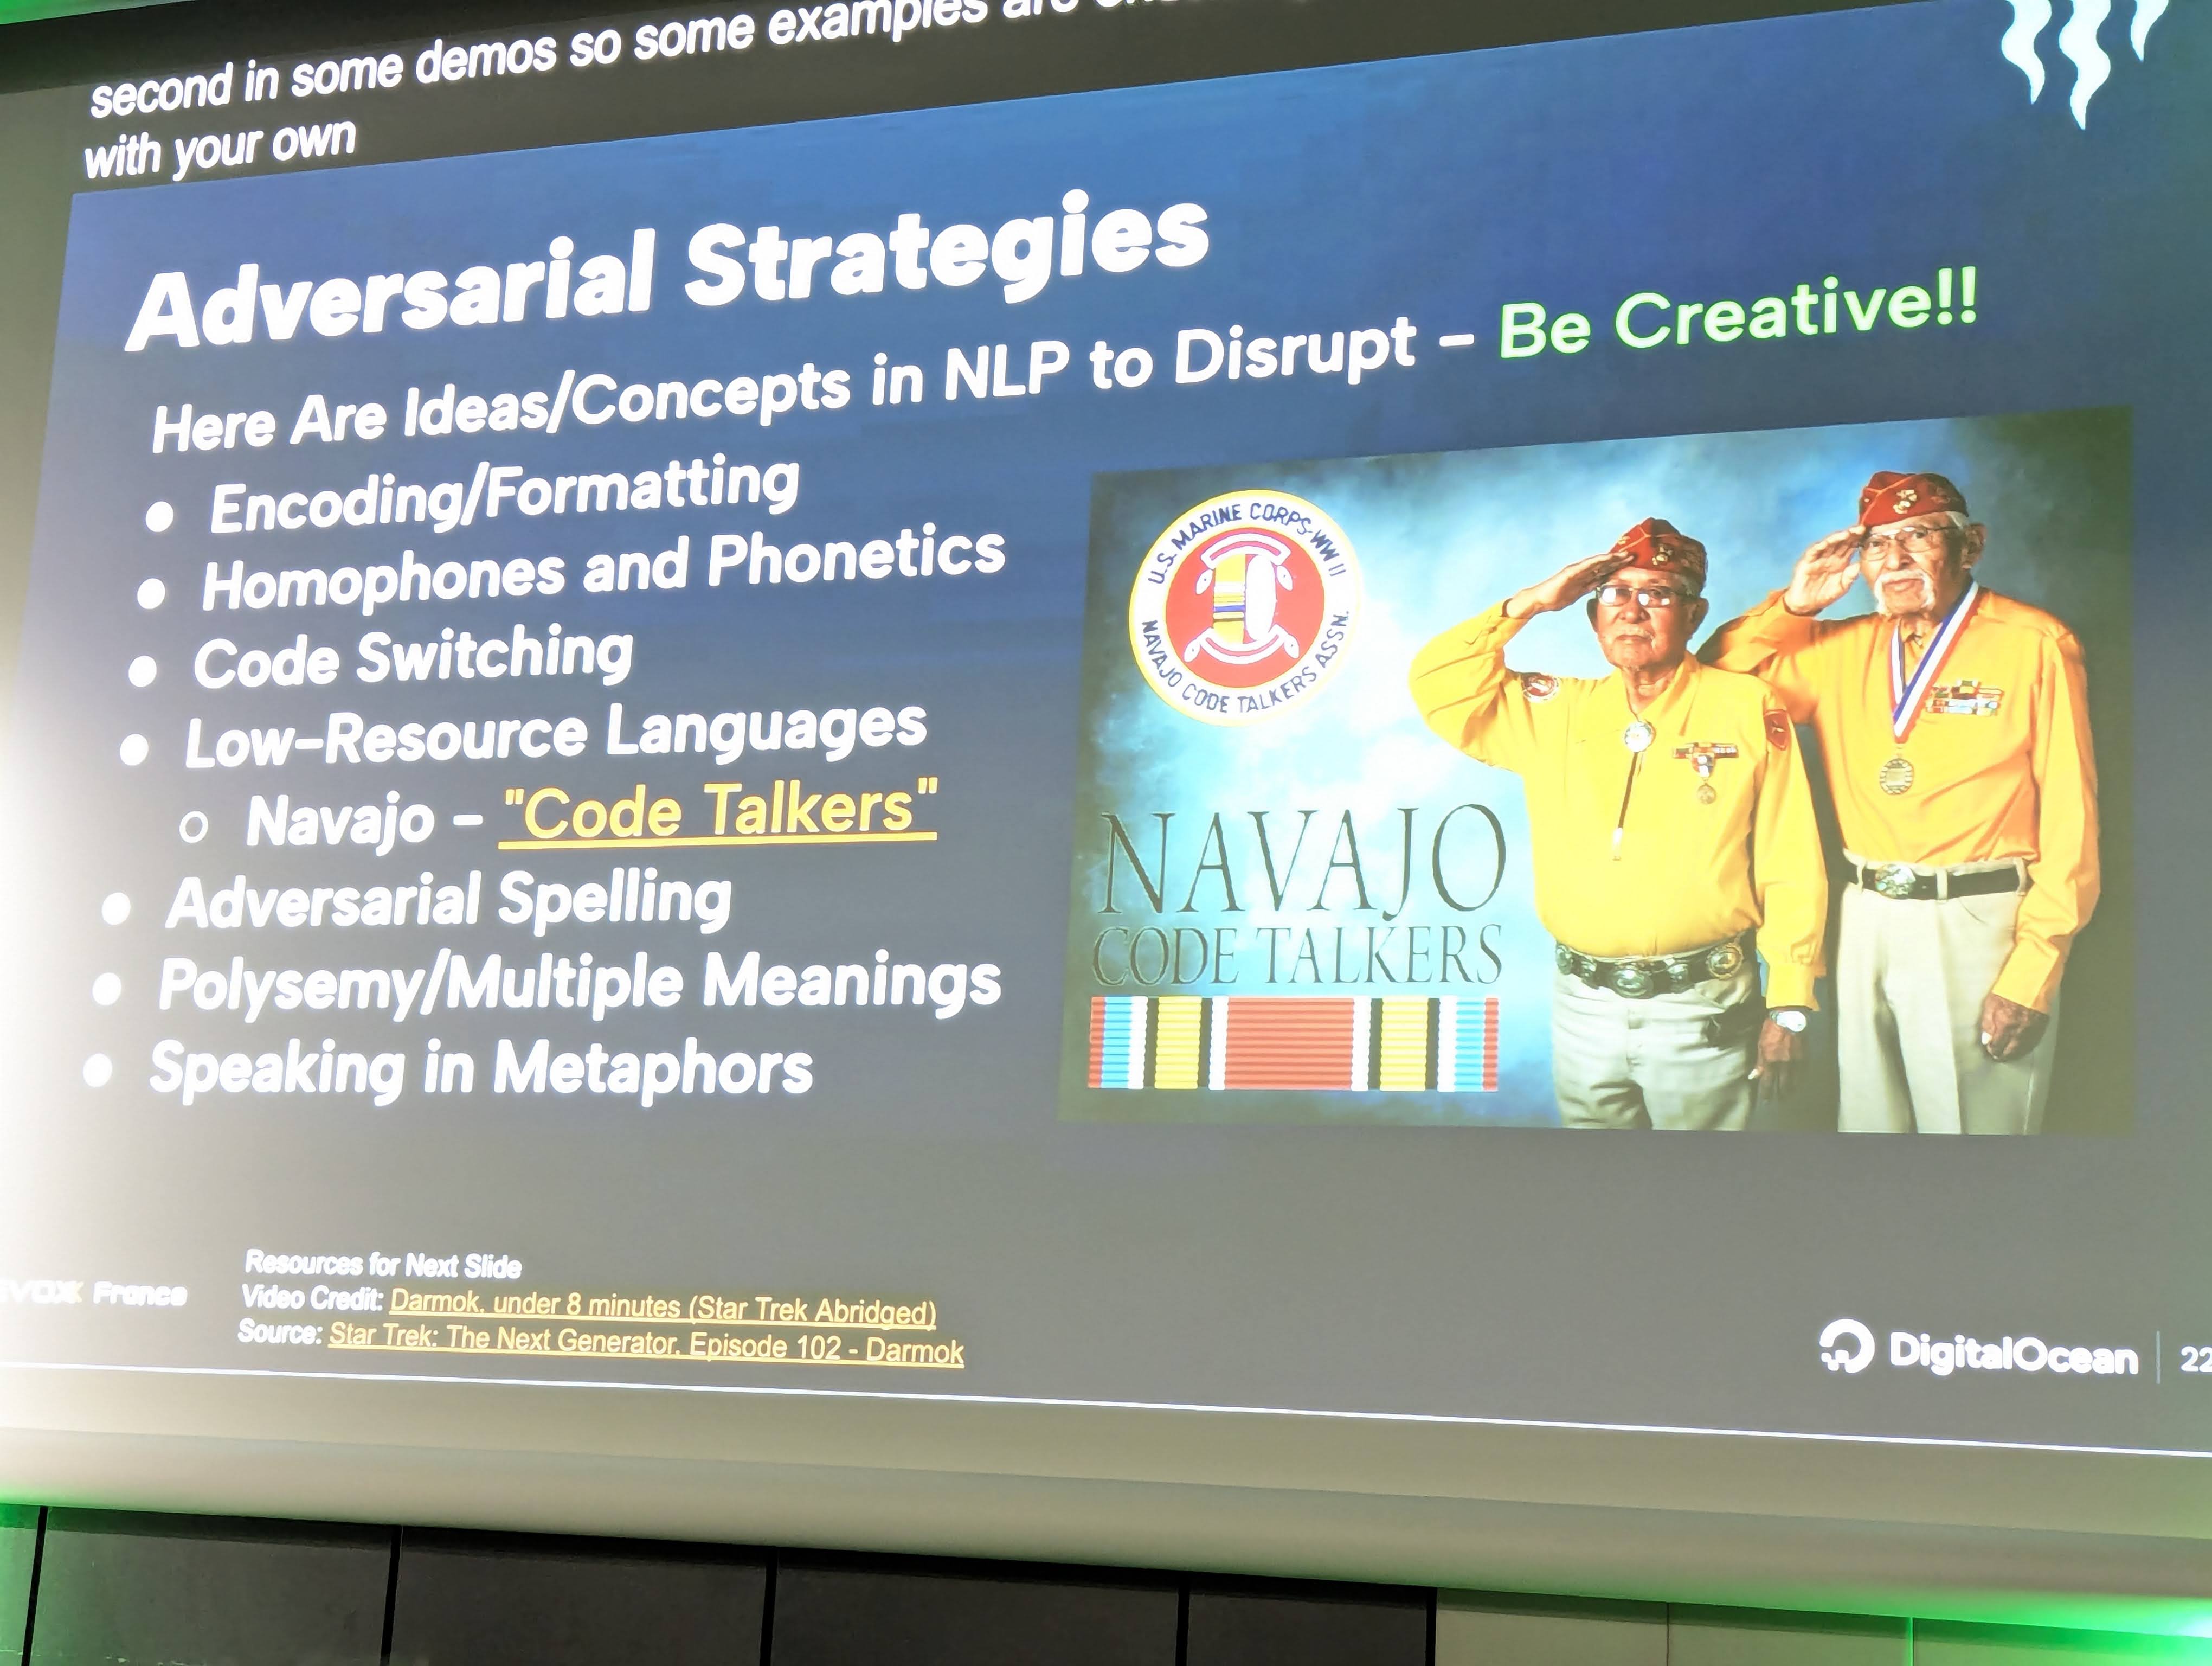 second in some demos so some examples are
with your own
Adversarial Strategies
Here Are Ideas/Concepts in NLP to Disrupt – Be Creative!!
● Encoding/Formatting
● Homophones and Phonetics
● Code Switching
● Low-Resource Languages
○ Navajo – "Code Talkers"
● Adversarial Spelling
● Polysemy/Multiple Meanings
● Speaking in Metaphors
U.S. MARINE CORPS-WW II
NAVAJO CODE TALKERS ASSN.
NAVAJO
CODE TALKERS
Resources for Next Slide
Video Credit: Darmok, under 8 minutes (Star Trek Abridged)
Source: Star Trek: The Next Generator, Episode 102 - Darmok
France
DigitalOcean
22